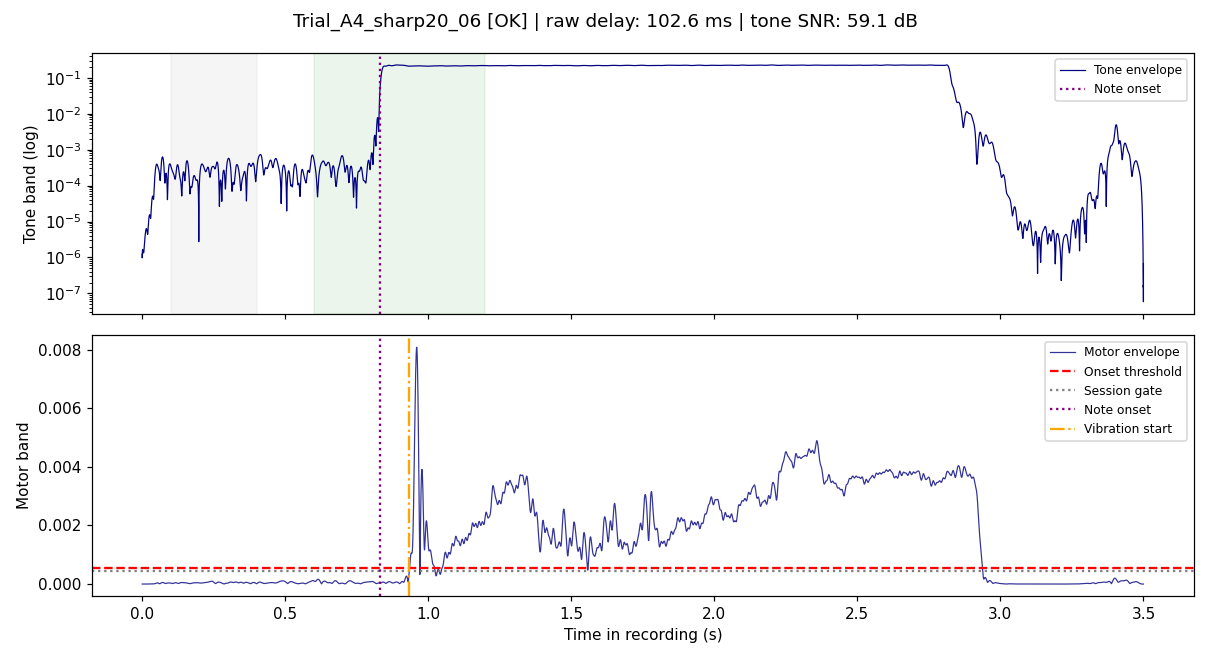 Trial_A4_sharp20_06 [OK] | raw delay: 102.6 ms | tone SNR: 59.1 dB
Tone band (log)
10⁻¹
10⁻²
10⁻³
10⁻⁴
10⁻⁵
10⁻⁶
10⁻⁷
Tone envelope
Note onset
Motor band
0.008
0.006
0.004
0.002
0.000
Motor envelope
Onset threshold
Session gate
Note onset
Vibration start
0.0 0.5 1.0 1.5 2.0 2.5 3.0 3.5
Time in recording (s)